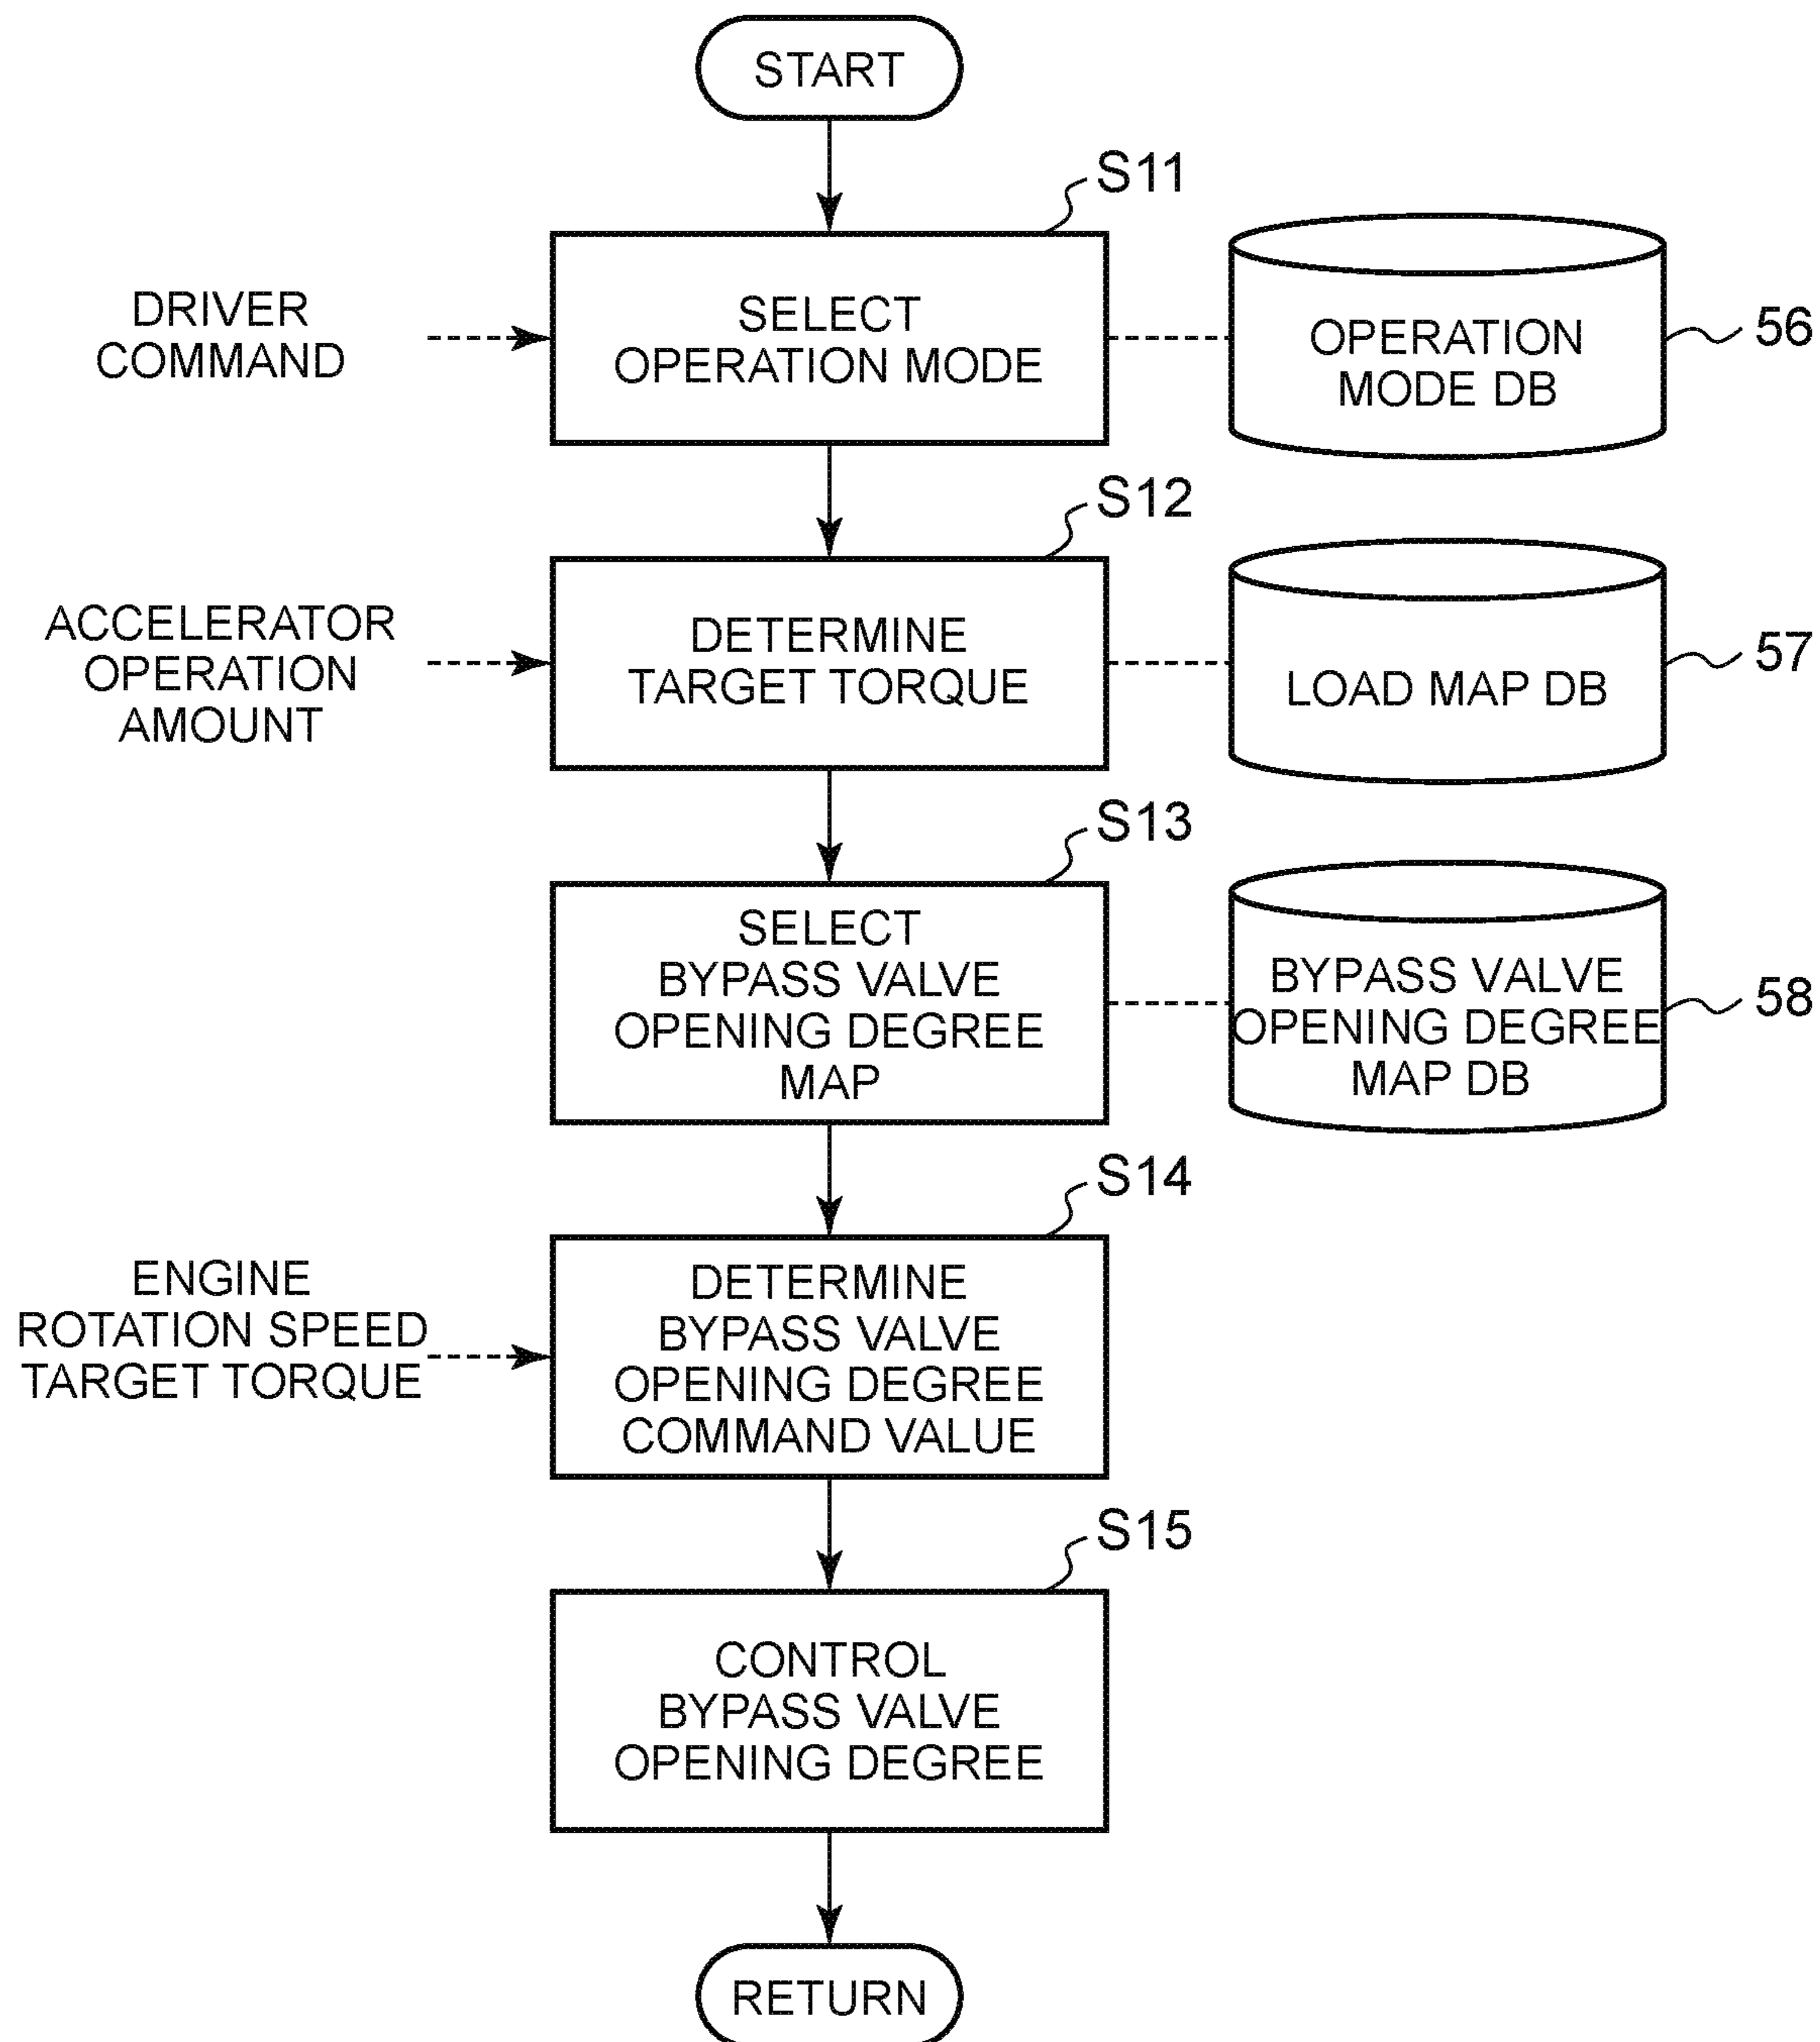 START
S11
DRIVER
COMMAND
SELECT
OPERATION MODE
OPERATION
MODE DB
56
S12
ACCELERATOR
OPERATION
AMOUNT
DETERMINE
TARGET TORQUE
LOAD MAP DB
57
S13
SELECT
BYPASS VALVE
OPENING DEGREE
MAP
BYPASS VALVE
OPENING DEGREE
MAP DB
58
S14
ENGINE
ROTATION SPEED
TARGET TORQUE
DETERMINE
BYPASS VALVE
OPENING DEGREE
COMMAND VALUE
S15
CONTROL
BYPASS VALVE
OPENING DEGREE
RETURN